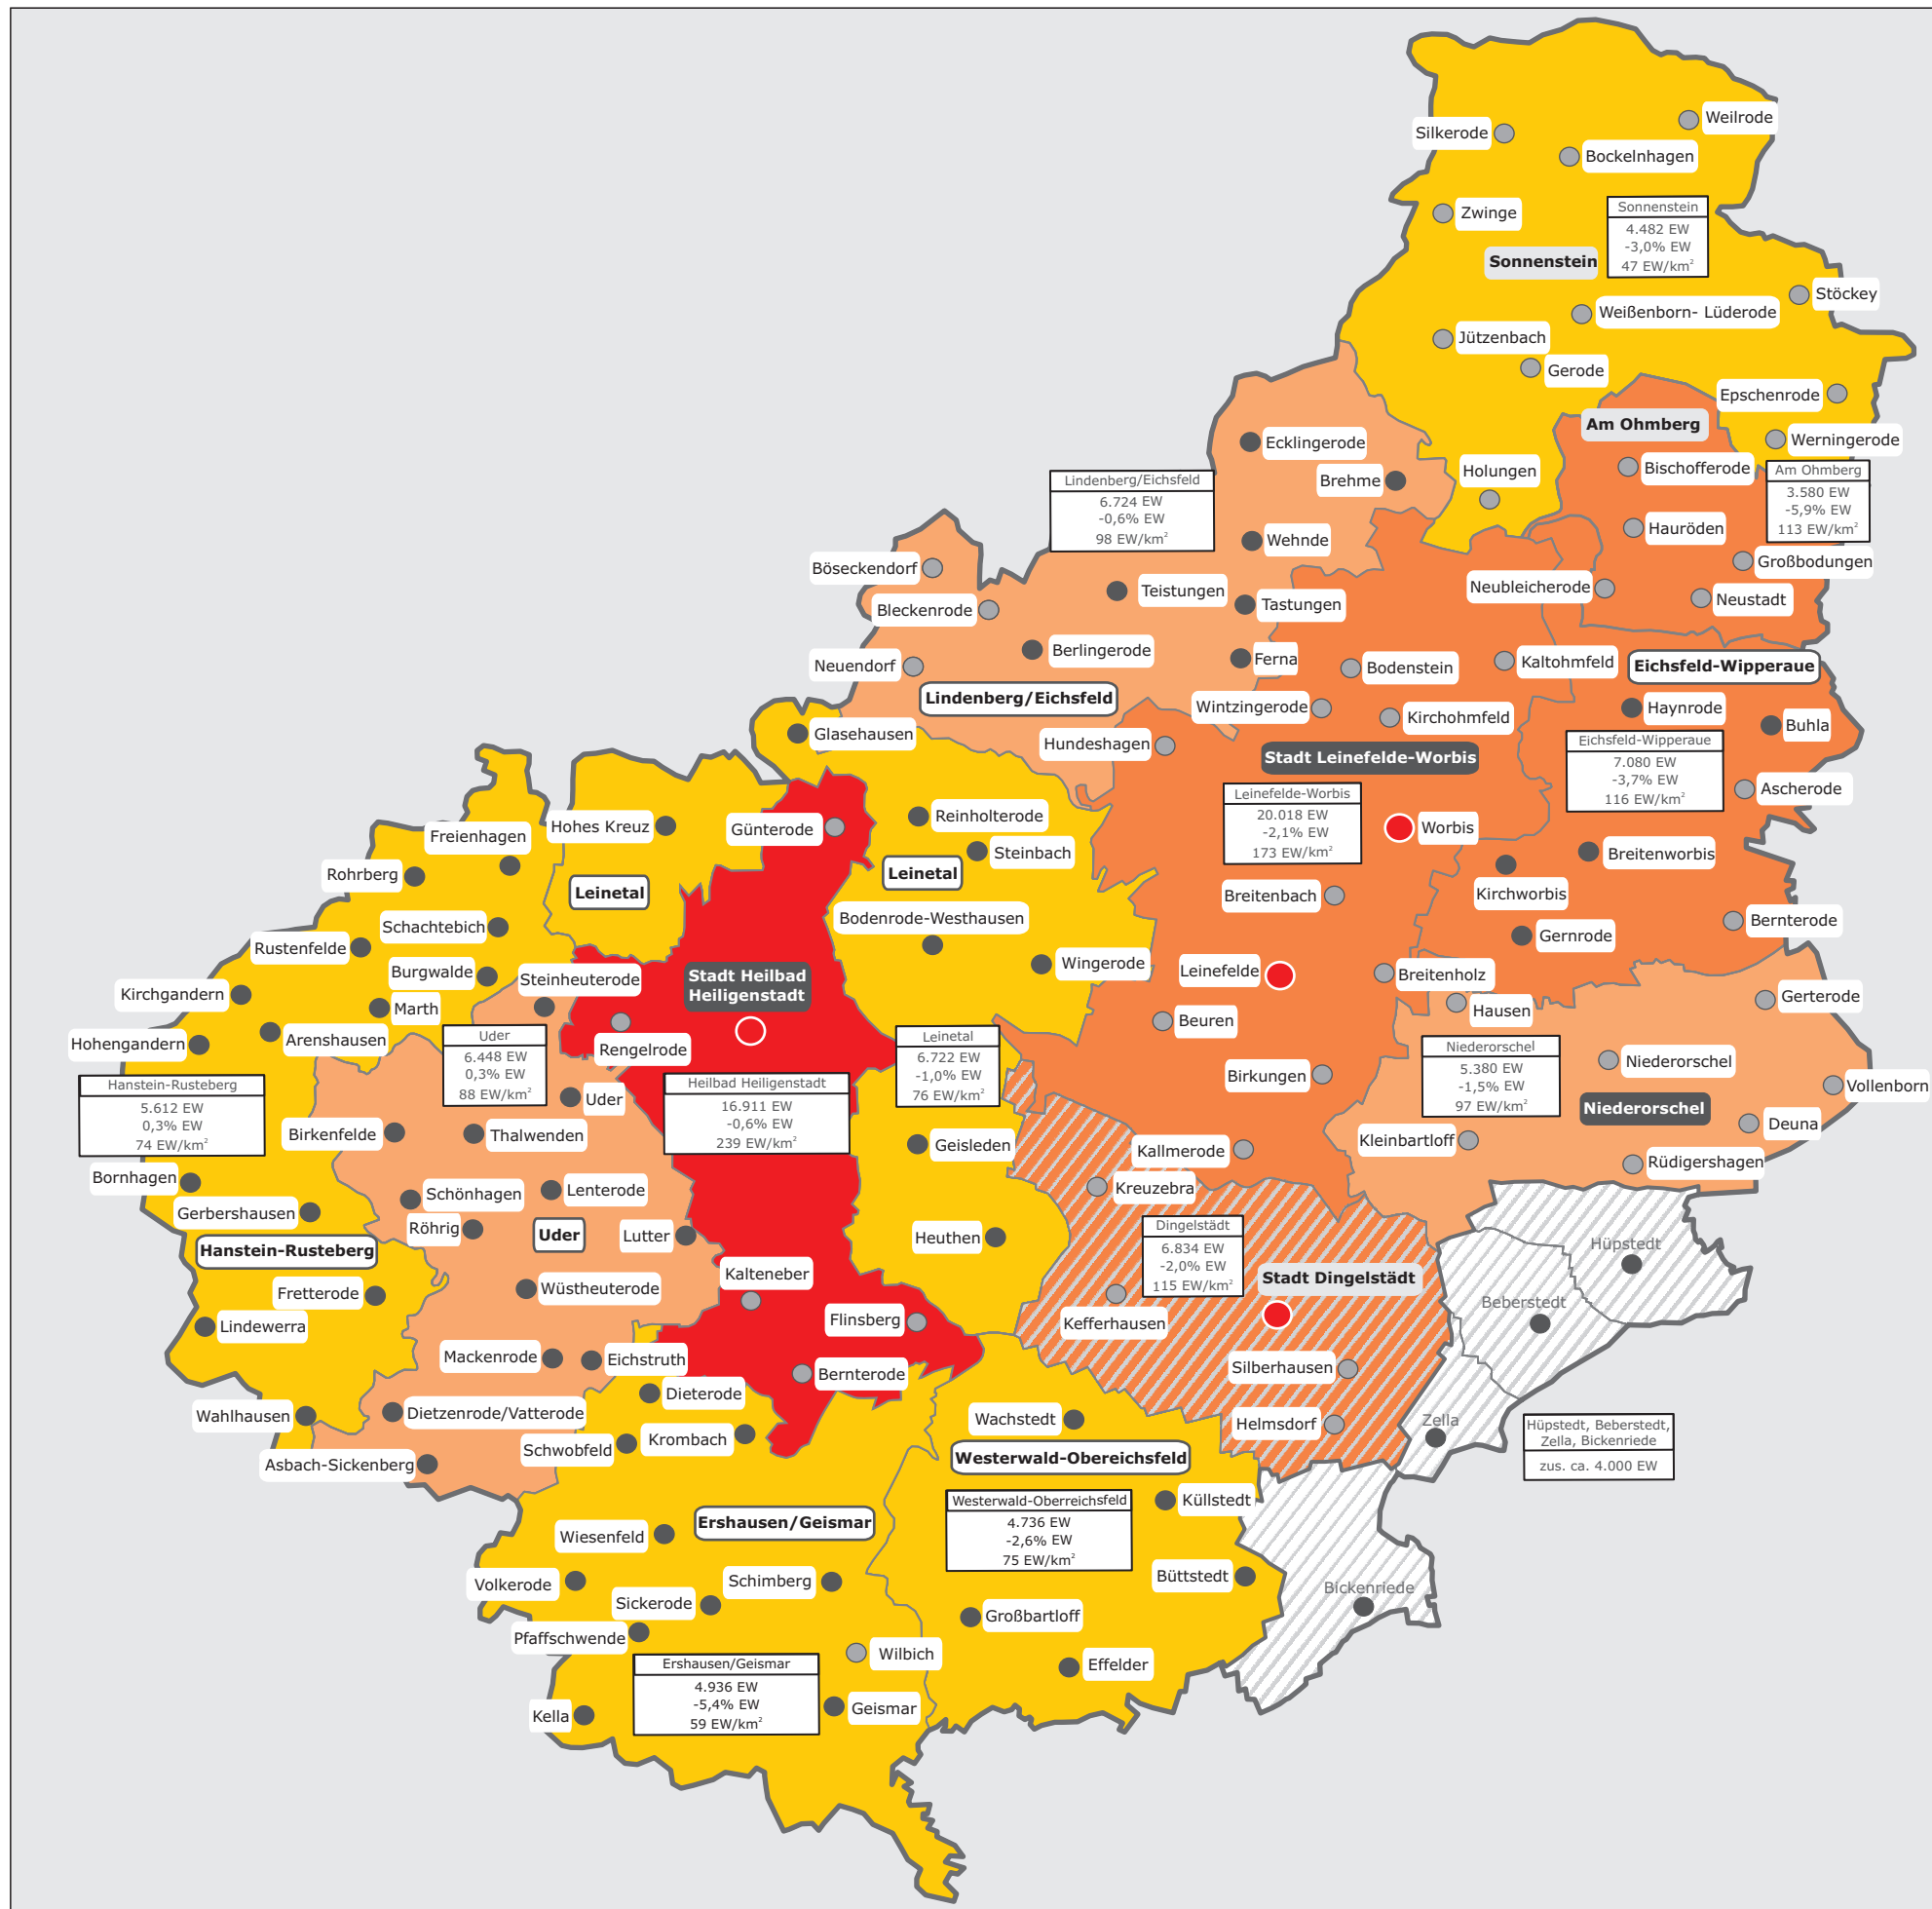 Weilrode
Silkerode
Bockelnhagen
Zwinge
Sonnenstein
4.482 EW
-3,0% EW
47 EW/km²
Sonnenstein
Stöckey
Weißenborn- Lüderode
Jützenbach
Gerode
Epschenrode
Am Ohmberg
Werningerode
Ecklingerode
Holungen
Bischofferode
Brehme
Lindenberg/Eichsfeld
6.724 EW
-0,6% EW
98 EW/km²
Am Ohmberg
3.580 EW
-5,9% EW
113 EW/km²
Hauröden
Wehnde
Großbodungen
Böseckendorf
Teistungen
Neubleicherode
Neustadt
Bleckenrode
Tastungen
Berlingerode
Ferna
Neuendorf
Bodenstein
Kaltohmfeld
Eichsfeld-Wipperaue
Lindenberg/Eichsfeld
Wintzingerode
Kirchohmfeld
Haynrode
Buhla
Glasehausen
Hundeshagen
Stadt Leinefelde-Worbis
Eichsfeld-Wipperaue
7.080 EW
-3,7% EW
116 EW/km²
Leinefelde-Worbis
20.018 EW
-2,1% EW
173 EW/km²
Ascherode
Hohes Kreuz
Günterode
Reinholterode
Worbis
Freienhagen
Steinbach
Breitenworbis
Rohrberg
Leinetal
Leinetal
Breitenbach
Kirchworbis
Schachtebich
Bodenrode-Westhausen
Bernterode
Rustenfelde
Gernrode
Burgwalde
Steinheuterode
Stadt Heilbad
Heiligenstadt
Wingerode
Leinefelde
Breitenholz
Kirchgandern
Marth
Gerterode
Hausen
Hohengandern
Arenshausen
Rengelrode
Beuren
Uder
6.448 EW
0,3% EW
88 EW/km²
Leinetal
6.722 EW
-1,0% EW
76 EW/km²
Niederorschel
5.380 EW
-1,5% EW
97 EW/km²
Niederorschel
Hanstein-Rusteberg
5.612 EW
0,3% EW
74 EW/km²
Heilbad Heiligenstadt
16.911 EW
-0,6% EW
239 EW/km²
Birkungen
Vollenborn
Uder
Niederorschel
Birkenfelde
Thalwenden
Deuna
Geisleden
Kallmerode
Kleinbartloff
Rüdigershagen
Bornhagen
Schönhagen
Lenterode
Kreuzebra
Gerbershausen
Röhrig
Uder
Lutter
Heuthen
Dingelstädt
6.834 EW
-2,0% EW
115 EW/km²
Hüpstedt
Hanstein-Rusteberg
Kalteneber
Stadt Dingelstädt
Fretterode
Wüstheuterode
Beberstedt
Lindewerra
Flinsberg
Kefferhausen
Mackenrode
Eichstruth
Bernterode
Silberhausen
Dieterode
Wahlhausen
Dietzenrode/Vatterode
Wachstedt
Helmsdorf
Zella
Hüpstedt, Beberstedt,
Zella, Bickenriede
zus. ca. 4.000 EW
Schwobfeld
Krombach
Westerwald-Obereichsfeld
Asbach-Sickenberg
Westerwald-Oberreichsfeld
4.736 EW
-2,6% EW
75 EW/km²
Küllstedt
Ershausen/Geismar
Wiesenfeld
Volkerode
Schimberg
Büttstedt
Bickenriede
Sickerode
Großbartloff
Pfaffschwende
Wilbich
Effelder
Ershausen/Geismar
4.936 EW
-5,4% EW
59 EW/km²
Kella
Geismar